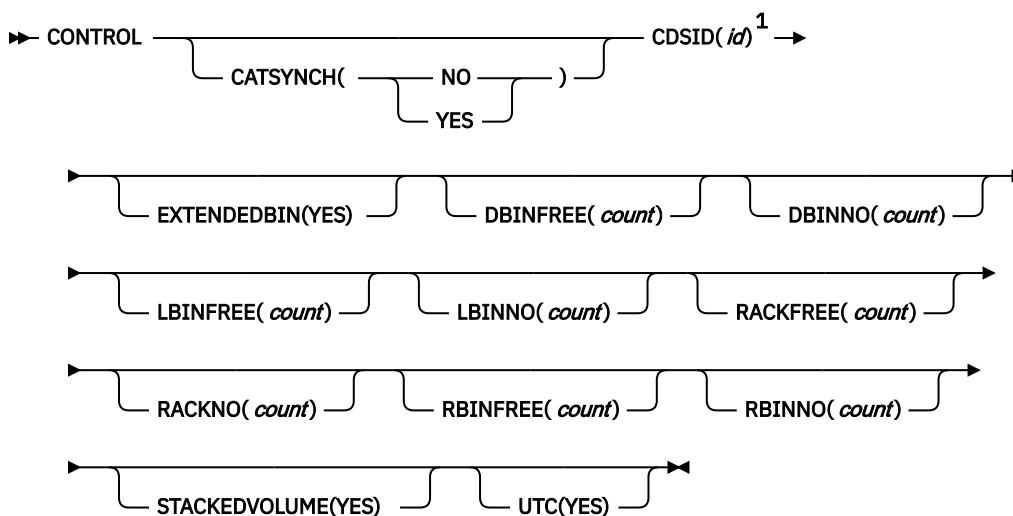 CONTROL CDSID( id) 1
CATSYNCH( NO )
YES
EXTENDEDBIN(YES) DBINFREE( count) DBINNO( count)
LBINFREE( count) LBINNO( count) RACKFREE( count)
RACKNO( count) RBINFREE( count) RBINNO( count)
STACKEDVOLUME(YES) UTC(YES)